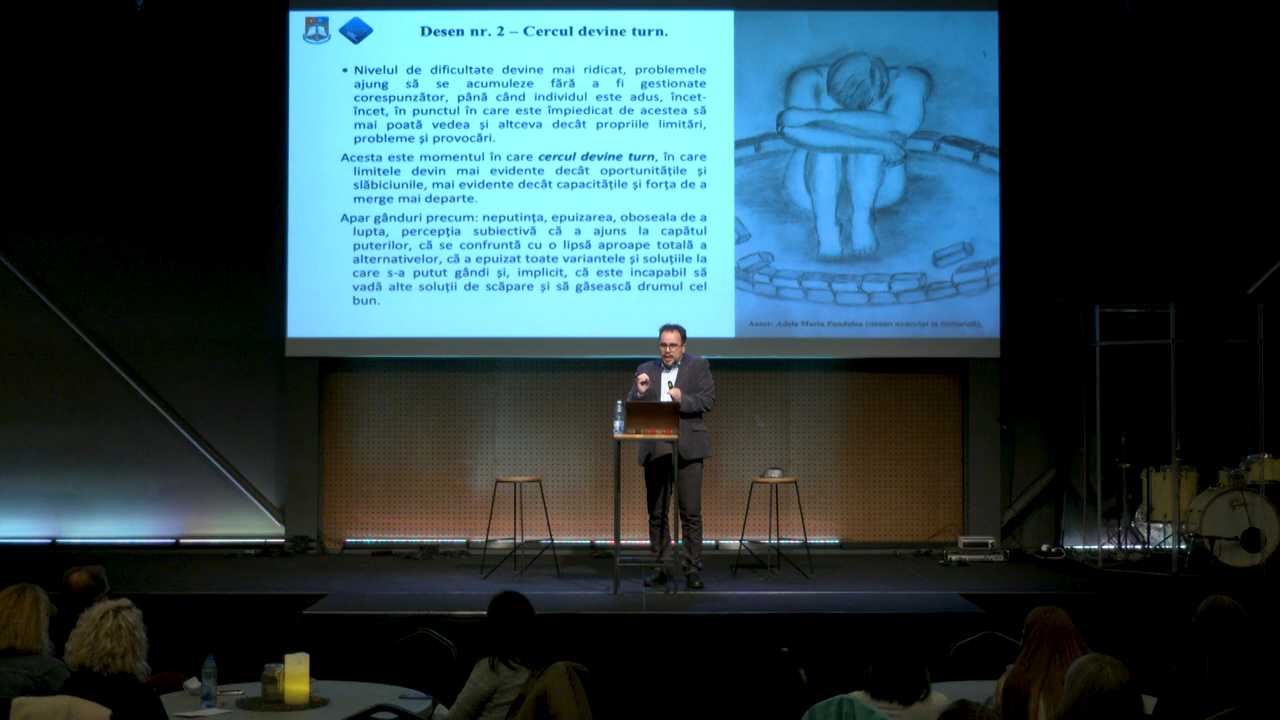 Desen nr. 2 – Cercul devine turn.
• Nivelul de dificultate devine mai ridicat, problemele
ajung să se acumuleze fără a fi gestionate
corespunzător, până când individul este adus, încet-
încet, în punctul în care este împiedicat de acestea să
mai poată vedea și altceva decât propriile limitări,
probleme și provocări.
Acesta este momentul în care cercul devine turn, în care
limitele devin mai evidente decât oportunitățile și
slăbiciunile, mai evidente decât capacitățile și forța de a
merge mai departe.
Apar gânduri precum: neputința, epuizarea, oboseala de a
lupta, percepția subiectivă că a ajuns la capătul
puterilor, că se confruntă cu o lipsă aproape totală a
alternativelor, că a epuizat toate variantele și soluțiile la
care s-a putut gândi și, implicit, că este incapabil să
vadă alte soluții de scăpare și să găsească drumul cel
bun.
Autor: Adela Maria Fundulea (desen executat la comandă).